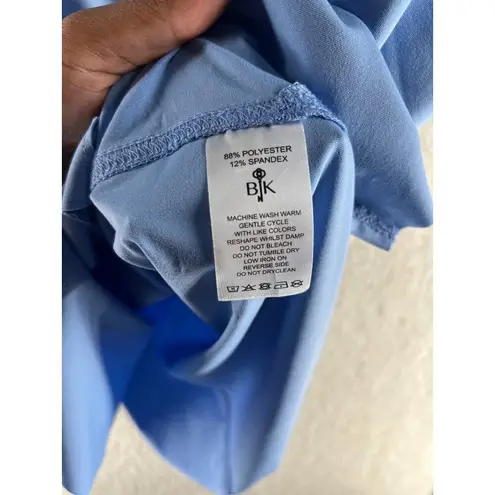 88% POLYESTER
12% SPANDEX
BK
MACHINE WASH WARM
GENTLE CYCLE
WITH LIKE COLORS
RESHAPE WHILST DAMP
DO NOT BLEACH
DO NOT TUMBLE DRY
LOW IRON ON
REVERSE SIDE
DO NOT DRYCLEAN